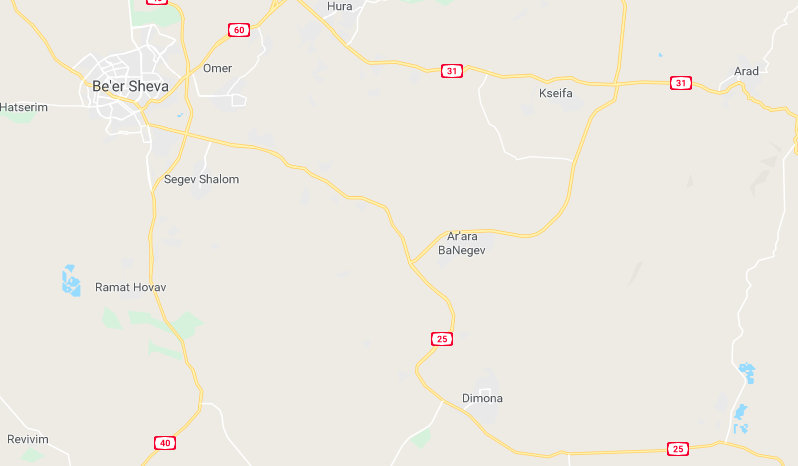 40
Hura
60
Omer
31
Arad
31
Be'er Sheva
Kseifa
Hatserim
Segev Shalom
Ar'ara
BaNegev
Ramat Hovav
25
Dimona
Revivim
40
25